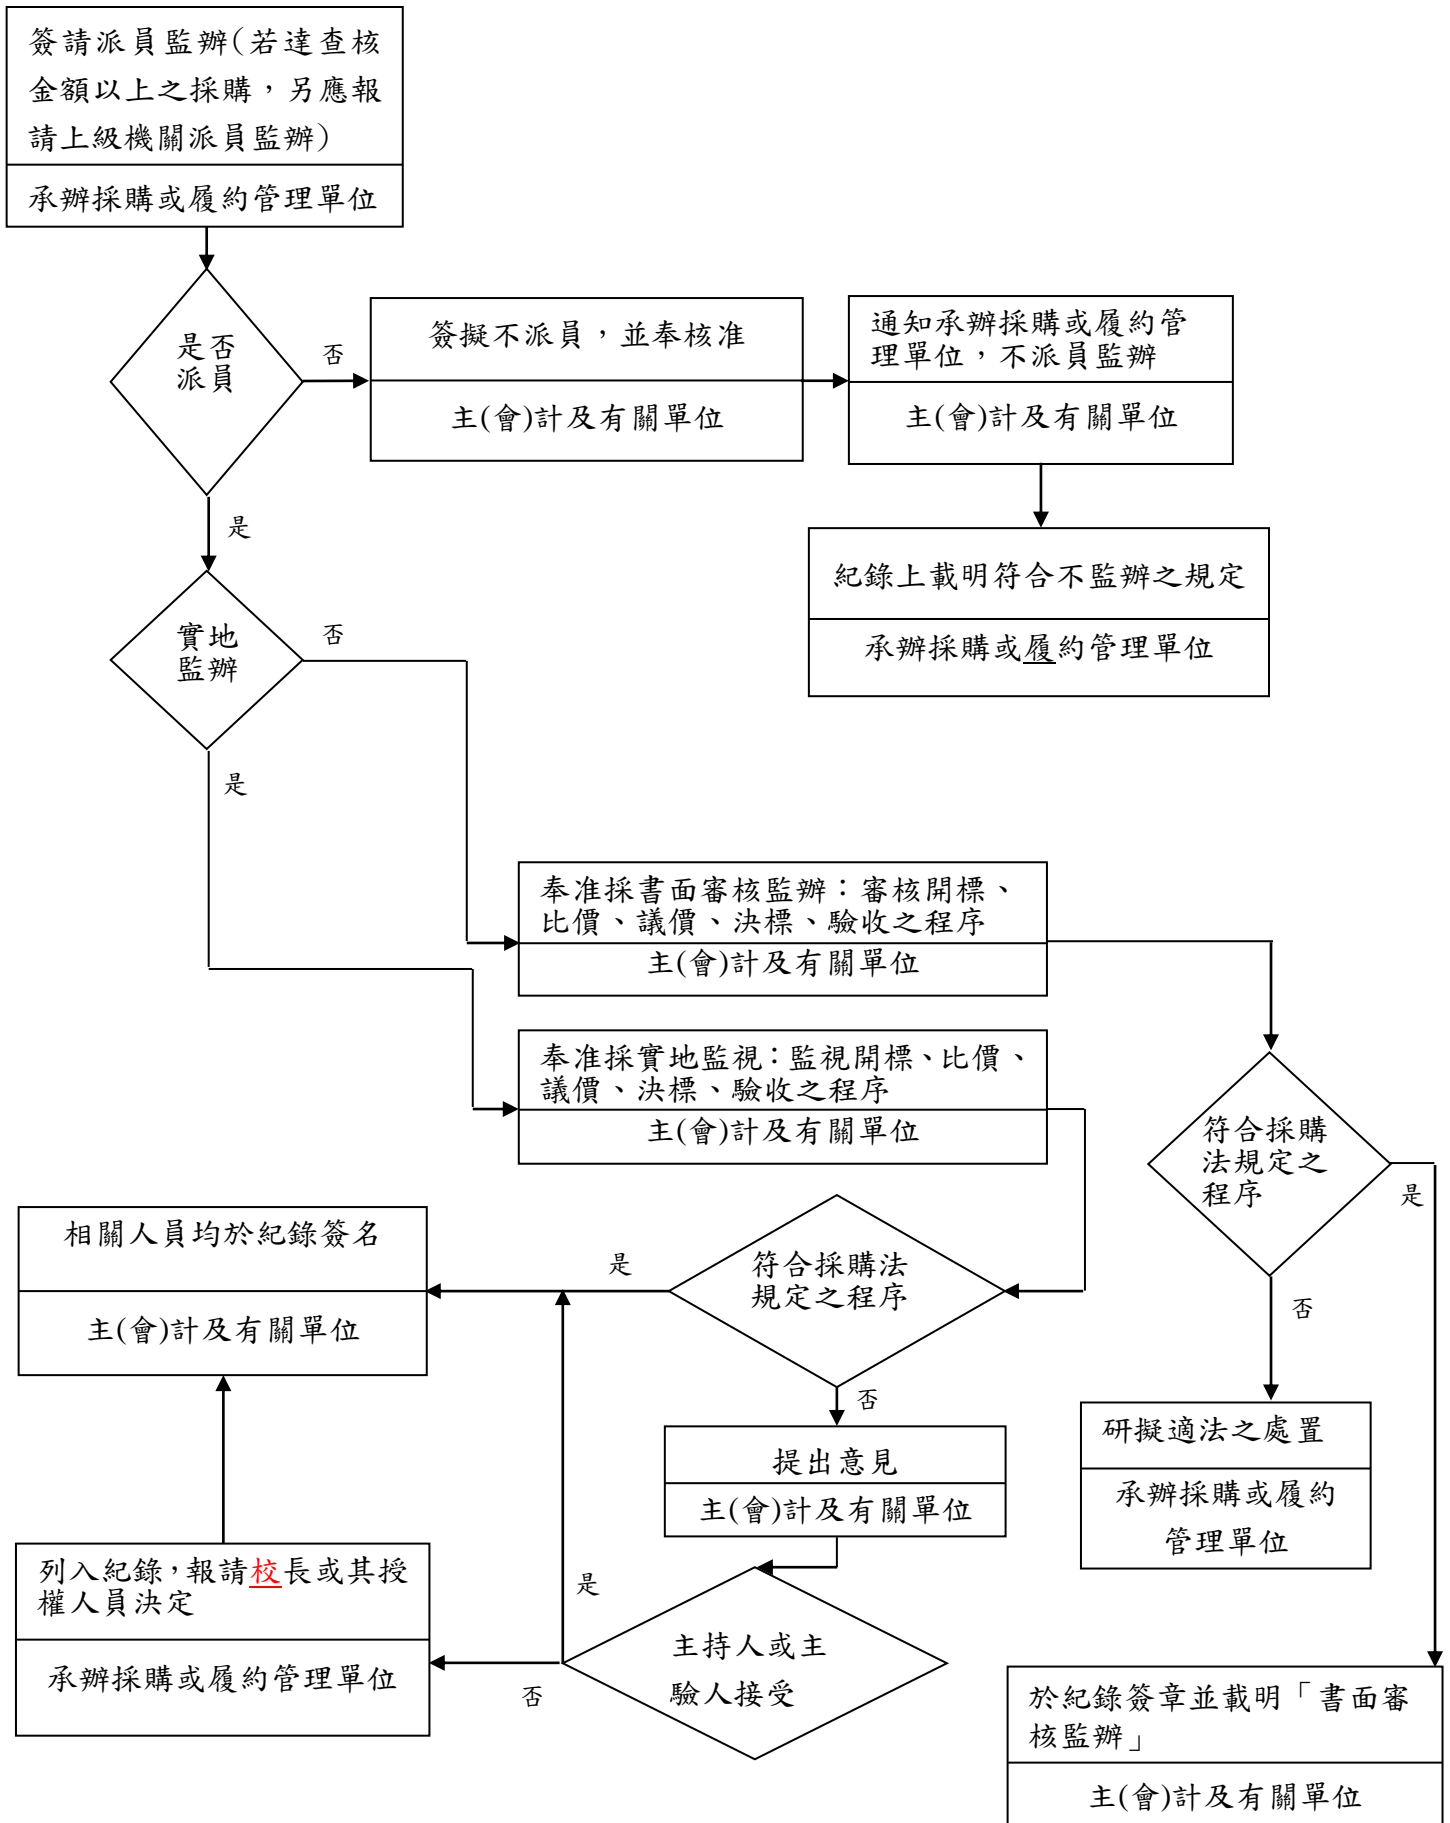 簽請派員監辦(若達查核
金額以上之採購，另應報
請上級機關派員監辦)
承辦採購或履約管理單位
是否
派員
否
簽擬不派員，並奉核准
主(會)計及有關單位
通知承辦採購或履約管
理單位，不派員監辦
主(會)計及有關單位
是
紀錄上載明符合不監辦之規定
承辦採購或履約管理單位
實地
監辦
否
是
奉准採書面審核監辦：審核開標、
比價、議價、決標、驗收之程序
主(會)計及有關單位
奉准採實地監視：監視開標、比價、
議價、決標、驗收之程序
主(會)計及有關單位
符合採購
法規定之
程序
是
否
相關人員均於紀錄簽名
主(會)計及有關單位
是
符合採購法
規定之程序
否
提出意見
主(會)計及有關單位
研擬適法之處置
承辦採購或履約
管理單位
列入紀錄，報請校長或其授
權人員決定
承辦採購或履約管理單位
是
否
主持人或主
驗人接受
於紀錄簽章並載明「書面審
核監辦」
主(會)計及有關單位